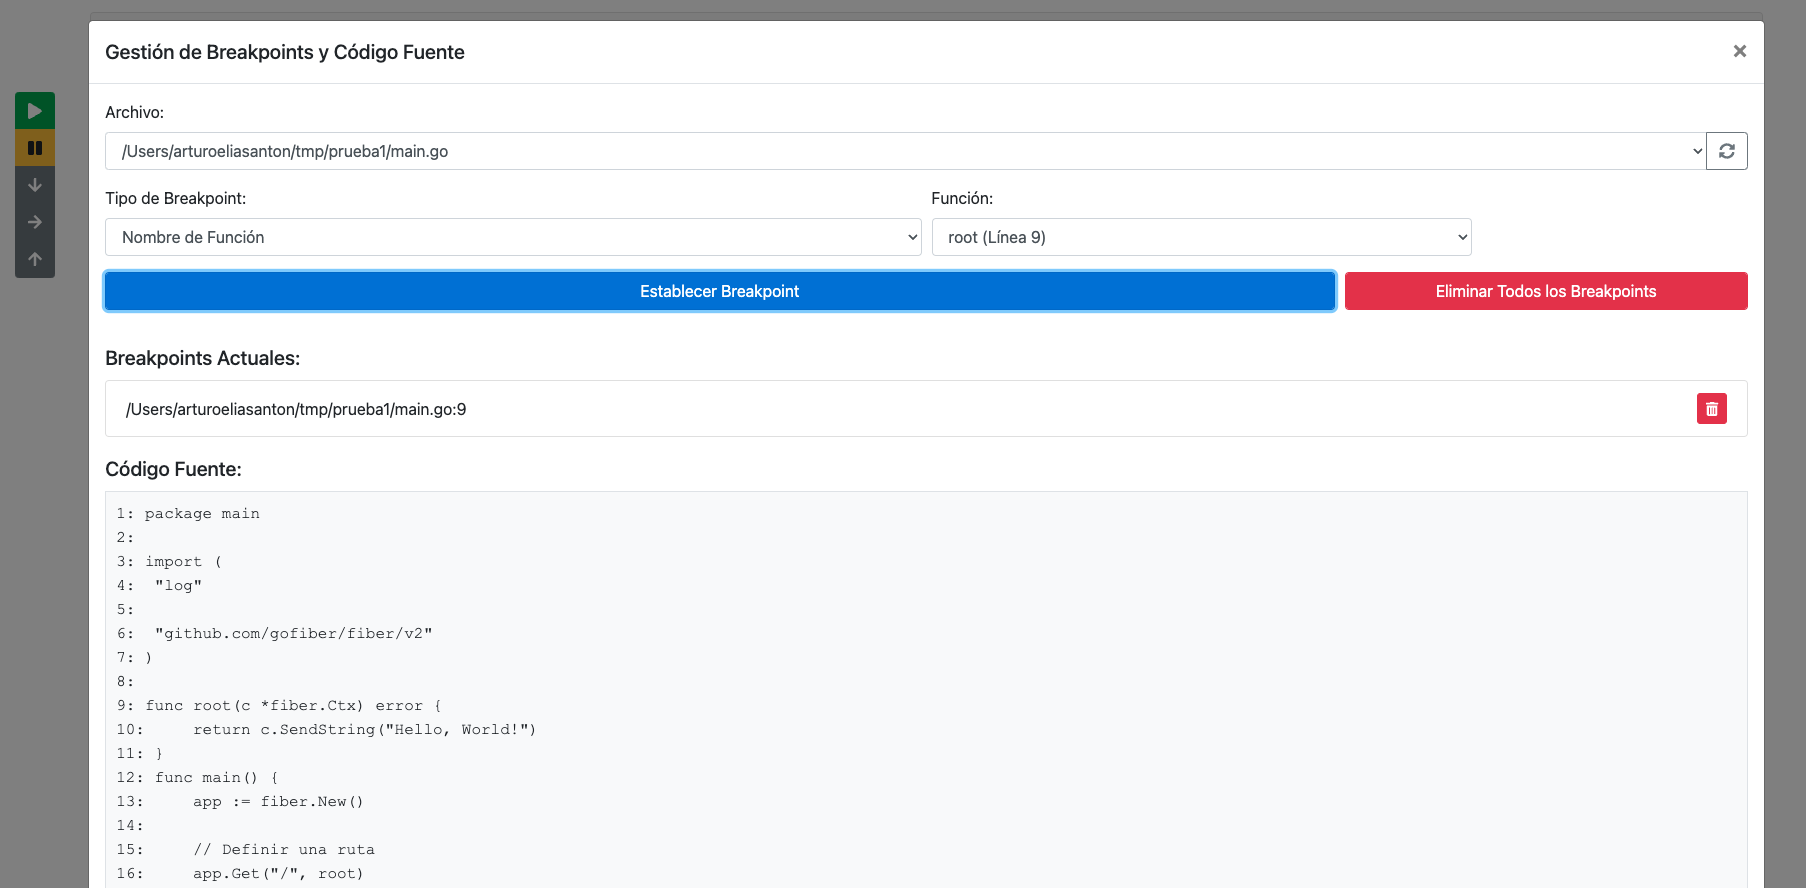 Gestión de Breakpoints y Código Fuente
×
Archivo:
/Users/arturoeliasanton/tmp/prueba1/main.go
Tipo de Breakpoint:
Función:
Nombre de Función
root (Línea 9)
Establecer Breakpoint
Eliminar Todos los Breakpoints
Breakpoints Actuales:
/Users/arturoeliasanton/tmp/prueba1/main.go:9
Código Fuente:
1: package main
2:
3: import (
4:  "log"
5:
6:  "github.com/gofiber/fiber/v2"
7: )
8:
9: func root(c *fiber.Ctx) error {
10:     return c.SendString("Hello, World!")
11: }
12: func main() {
13:     app := fiber.New()
14:
15:     // Definir una ruta
16:     app.Get("/", root)